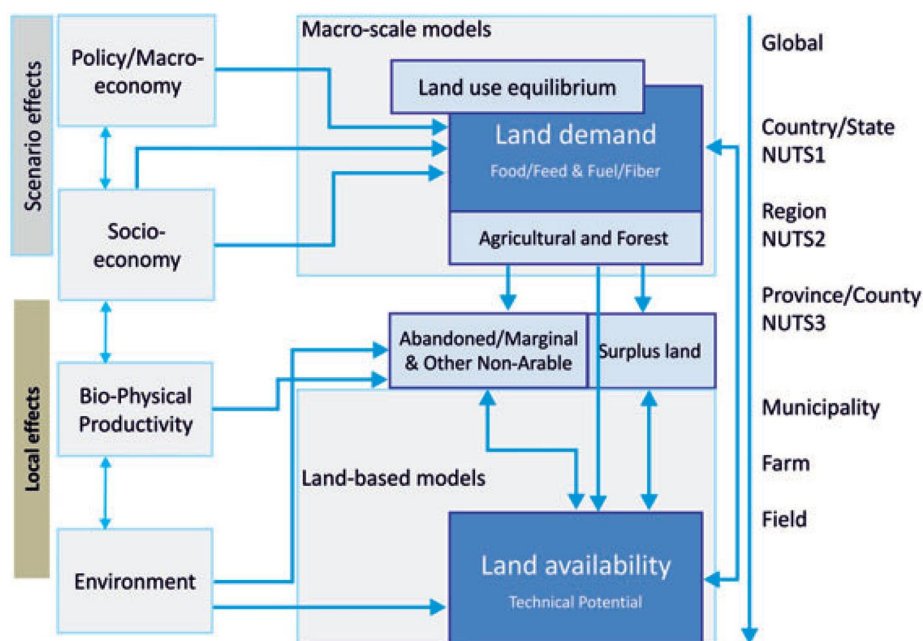 Scenario effects
Local effects
Policy/Macro-
economy
Socio-
economy
Bio-Physical
Productivity
Environment
Macro-scale models
Land use equilibrium
Land demand
Food/Feed & Fuel/Fiber
Agricultural and Forest
Abandoned/Marginal
& Other Non-Arable
Surplus land
Land-based models
Land availability
Technical Potential
Global
Country/State
NUTS1
Region
NUTS2
Province/County
NUTS3
Municipality
Farm
Field